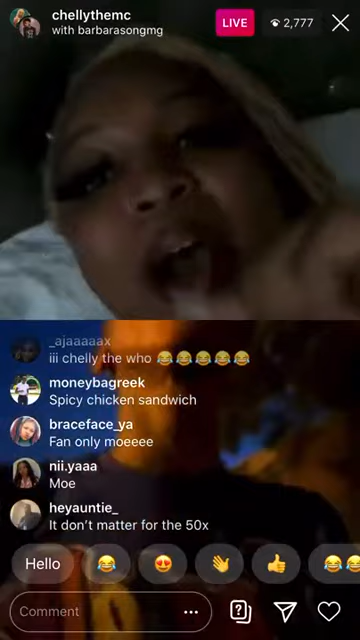 chellythemc
with barbarasongmg
LIVE
2,777
_ajaaaaax
iii chelly the who 😂😂😂😂😂
moneybagreek
Spicy chicken sandwich
braceface_ya
Fan only moeeee
nii.yaaa
Moe
heyauntie_
It don’t matter for the 50x
Hello 😂 😍 👋 👍 😂😂
Comment